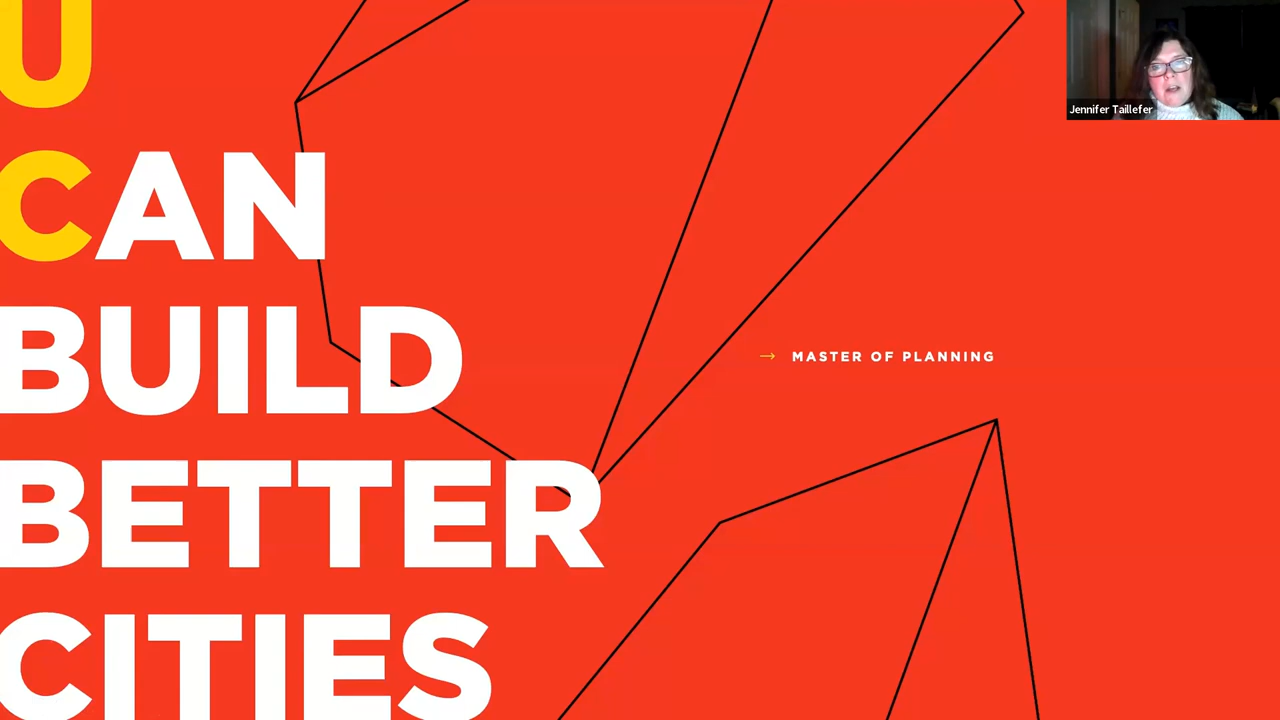 U
CAN
BUILD
BETTER
CITIES
→ MASTER OF PLANNING
Jennifer Taillefer